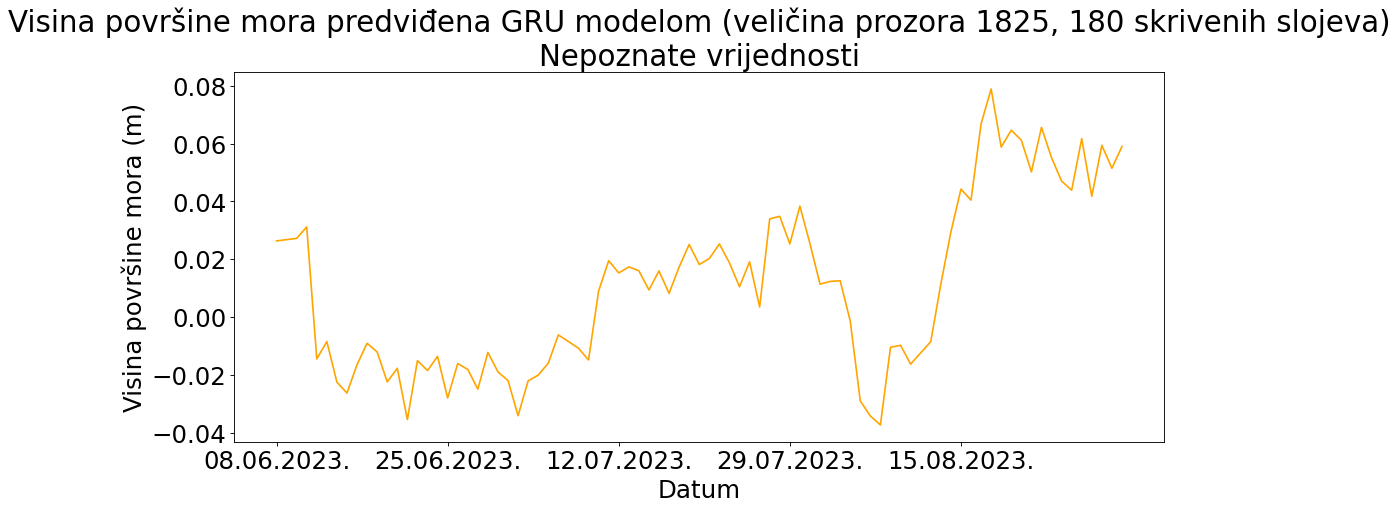 Visina površine mora predviđena GRU modelom (veličina prozora 1825, 180 skrivenih slojeva)
Nepoznate vrijednosti
Visina površine mora (m)
0.08
0.06
0.04
0.02
0.00
−0.02
−0.04
08.06.2023. 25.06.2023. 12.07.2023. 29.07.2023. 15.08.2023.
Datum